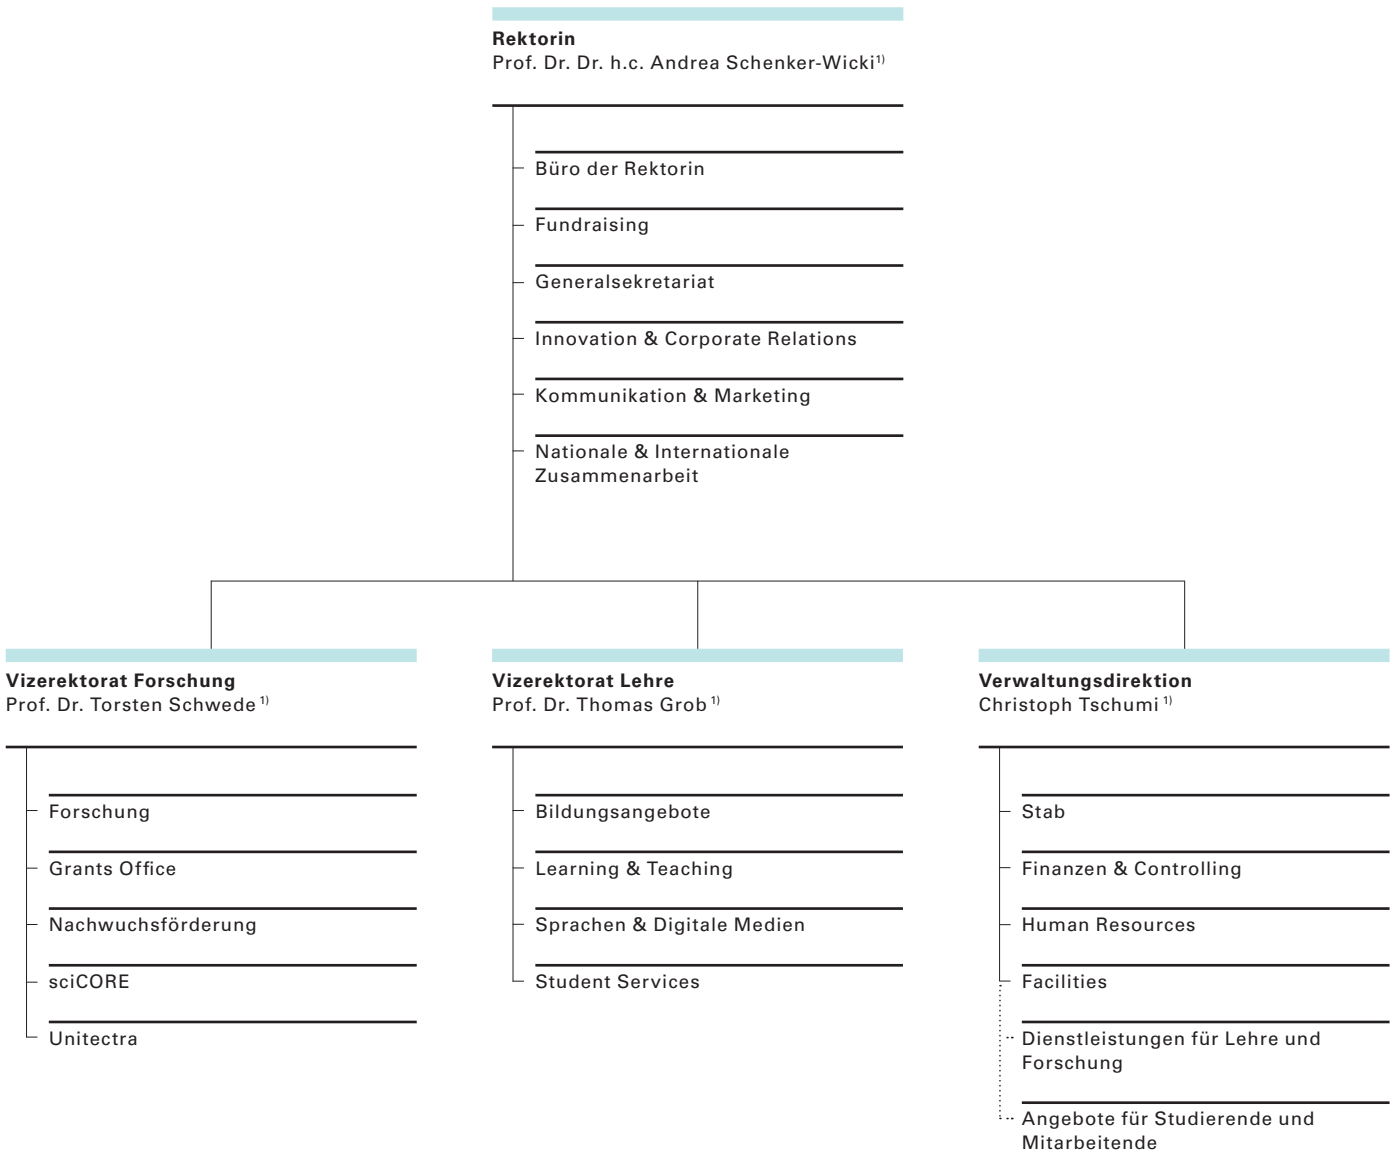 Rektorin
Prof. Dr. Dr. h.c. Andrea Schenker-Wicki1)
Büro der Rektorin
Fundraising
Generalsekretariat
Innovation & Corporate Relations
Kommunikation & Marketing
Nationale & Internationale
Zusammenarbeit
Vizerektorat Forschung
Prof. Dr. Torsten Schwede 1)
Forschung
Grants Office
Nachwuchsförderung
sciCORE
Unitectra
Vizerektorat Lehre
Prof. Dr. Thomas Grob 1)
Bildungsangebote
Learning & Teaching
Sprachen & Digitale Medien
Student Services
Verwaltungsdirektion
Christoph Tschumi 1)
Stab
Finanzen & Controlling
Human Resources
Facilities
Dienstleistungen für Lehre und
Forschung
Angebote für Studierende und
Mitarbeitende